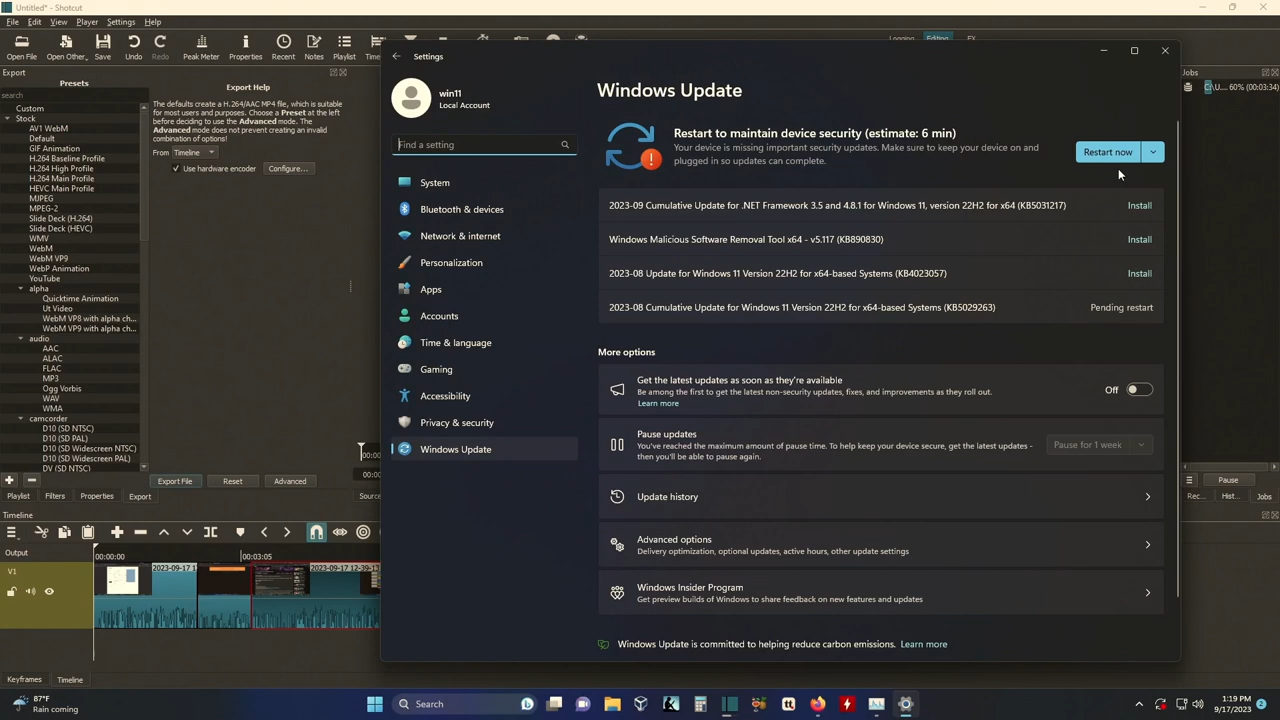 Untitled* - Shotcut
File Edit View Player Settings Help
Open File Open Other... Save Undo Redo Peak Meter Properties Recent Notes Playlist
Export
Presets
search
Custom
Stock
AV1 WebM
Default
GIF Animation
H.264 Baseline Profile
H.264 High Profile
H.264 Main Profile
HEVC Main Profile
MJPEG
MPEG-2
Slide Deck (H.264)
Slide Deck (HEVC)
WMV
WebM
WebM VP9
WebP Animation
YouTube
alpha
Quicktime Animation
Ut Video
WebM VP8 with alpha ch...
WebM VP9 with alpha ch...
audio
AAC
ALAC
FLAC
MP3
Ogg Vorbis
WAV
WMA
camcorder
D10 (SD NTSC)
D10 (SD PAL)
D10 (SD Widescreen NTSC)
D10 (SD Widescreen PAL)
DV (SD NTSC)
Export Help
The defaults create a H.264/AAC MP4 file, which is suitable
for most users and purposes. Choose a Preset at the
left before deciding to use the Advanced mode. The
Advanced mode does not prevent creating an invalid
combination of options!
From Timeline
Use hardware encoder Configure...
Export File Reset Advanced
Playlist Filters Properties Export
Settings
win11
Local Account
Find a setting
System
Bluetooth & devices
Network & internet
Personalization
Apps
Accounts
Time & language
Gaming
Accessibility
Privacy & security
Windows Update
Windows Update
Restart to maintain device security (estimate: 6 min)
Your device is missing important security updates. Make sure to keep your device on and
plugged in so updates can complete.
Restart now
2023-09 Cumulative Update for .NET Framework 3.5 and 4.8.1 for Windows 11, version 22H2 for x64 (KB5031217) Install
Windows Malicious Software Removal Tool x64 - v5.117 (KB890830) Install
2023-08 Update for Windows 11 Version 22H2 for x64-based Systems (KB4023057) Install
2023-08 Cumulative Update for Windows 11 Version 22H2 for x64-based Systems (KB5029263) Pending restart
More options
Get the latest updates as soon as they're available
Be among the first to get the latest non-security updates, fixes, and improvements as they roll out.
Learn more
Off
Pause updates
You've reached the maximum amount of pause time. To help keep your device secure, get the latest updates -
then you'll be able to pause again.
Pause for 1 week
Update history
Advanced options
Delivery optimization, optional updates, active hours, other update settings
Windows Insider Program
Get preview builds of Windows to share feedback on new features and updates
Windows Update is committed to helping reduce carbon emissions. Learn more
Jobs
C:\U.... 60% (00:03:34)
Pause
Rec... Hist... Jobs
Timeline
Output
00:00:00 00:03:05
V1
2023-09-17 2023-09-17 12-39-13
Keyframes Timeline
87°F
Rain coming
Search
1:19 PM
9/17/2023